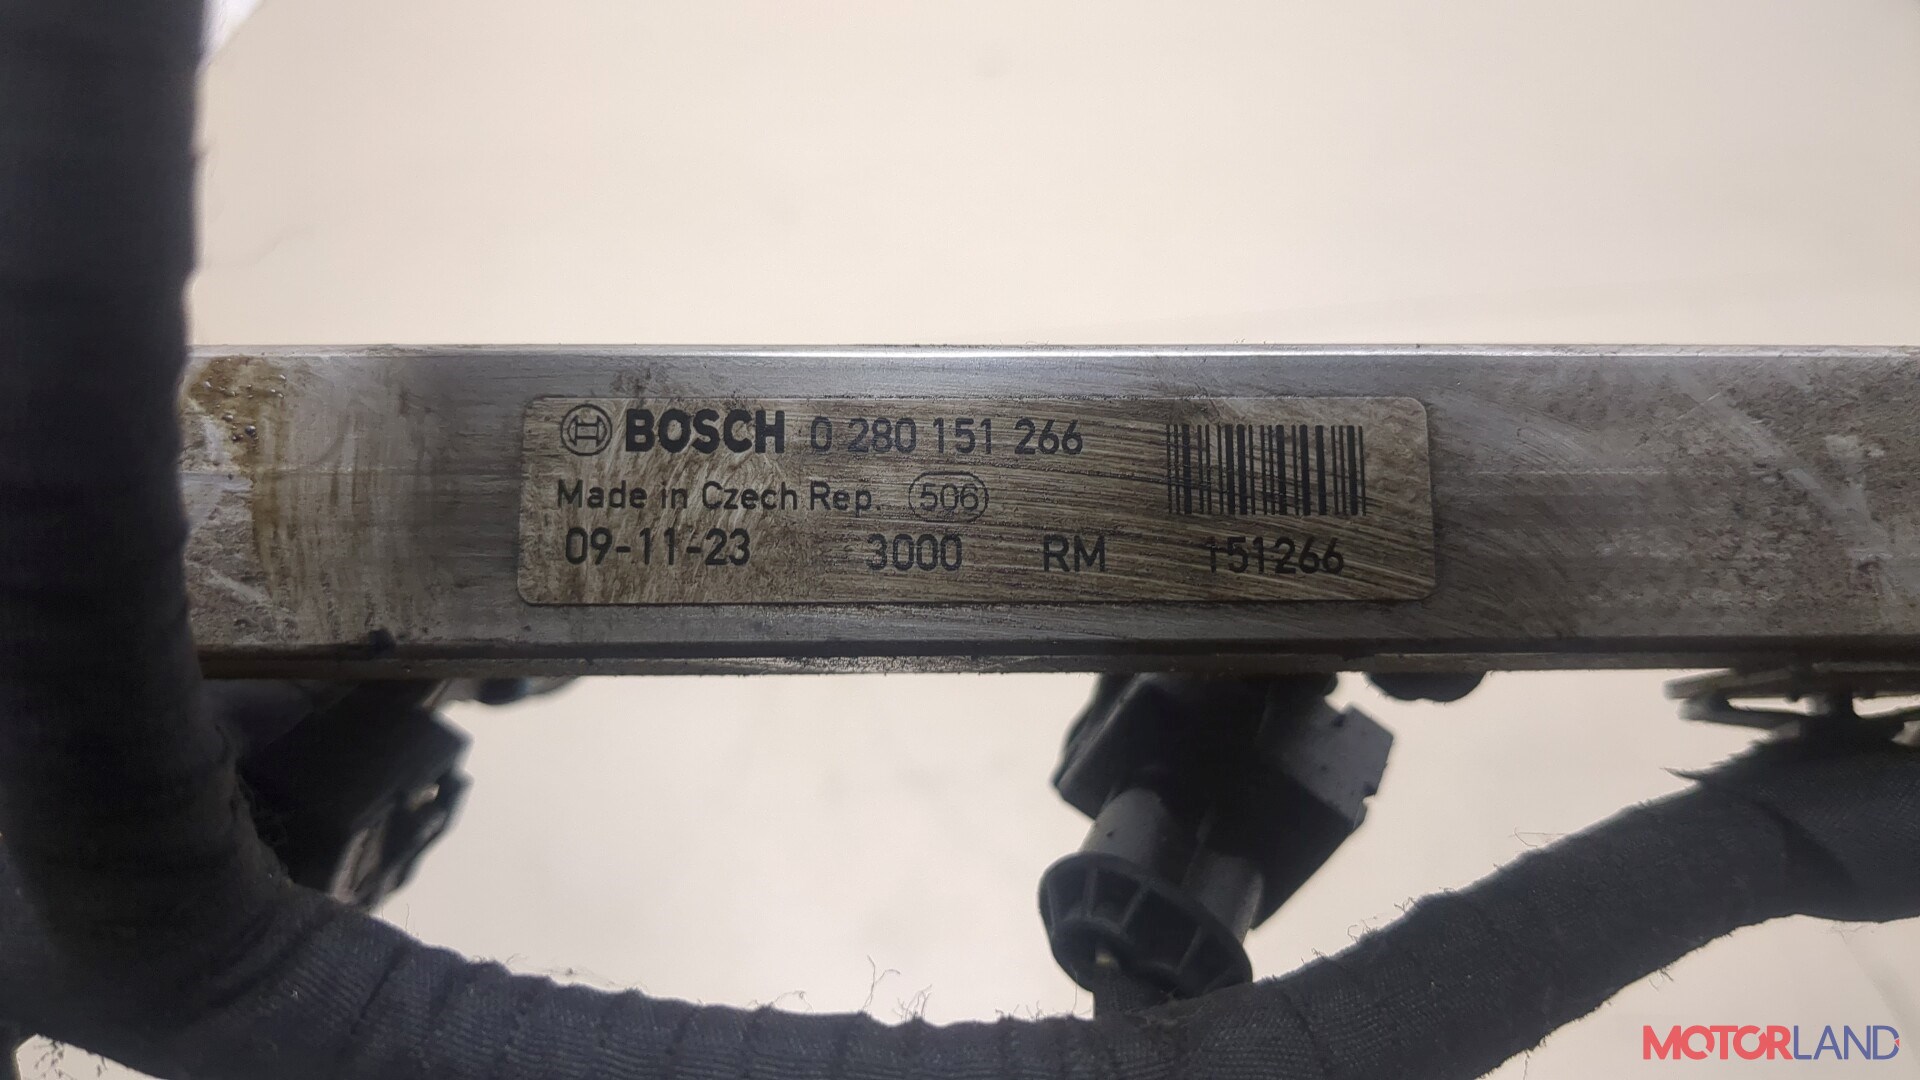 BOSCH 0 280 151 266
Made in Czech Rep. 506
09-11-23 3000 RM 151266
MOTORLAND